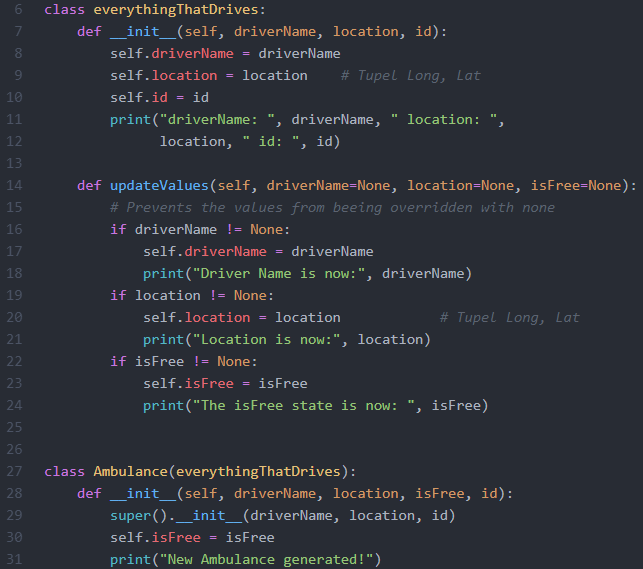 6 class everythingThatDrives:
7     def __init__(self, driverName, location, id):
8         self.driverName = driverName
9         self.location = location    # Tupel Long, Lat
10         self.id = id
11         print("driverName: ", driverName, " location: ",
12               location, " id: ", id)
13
14     def updateValues(self, driverName=None, location=None, isFree=None):
15         # Prevents the values from beeing overridden with none
16         if driverName != None:
17             self.driverName = driverName
18             print("Driver Name is now:", driverName)
19         if location != None:
20             self.location = location            # Tupel Long, Lat
21             print("Location is now:", location)
22         if isFree != None:
23             self.isFree = isFree
24             print("The isFree state is now: ", isFree)
25
26
27 class Ambulance(everythingThatDrives):
28     def __init__(self, driverName, location, isFree, id):
29         super().__init__(driverName, location, id)
30         self.isFree = isFree
31         print("New Ambulance generated!")